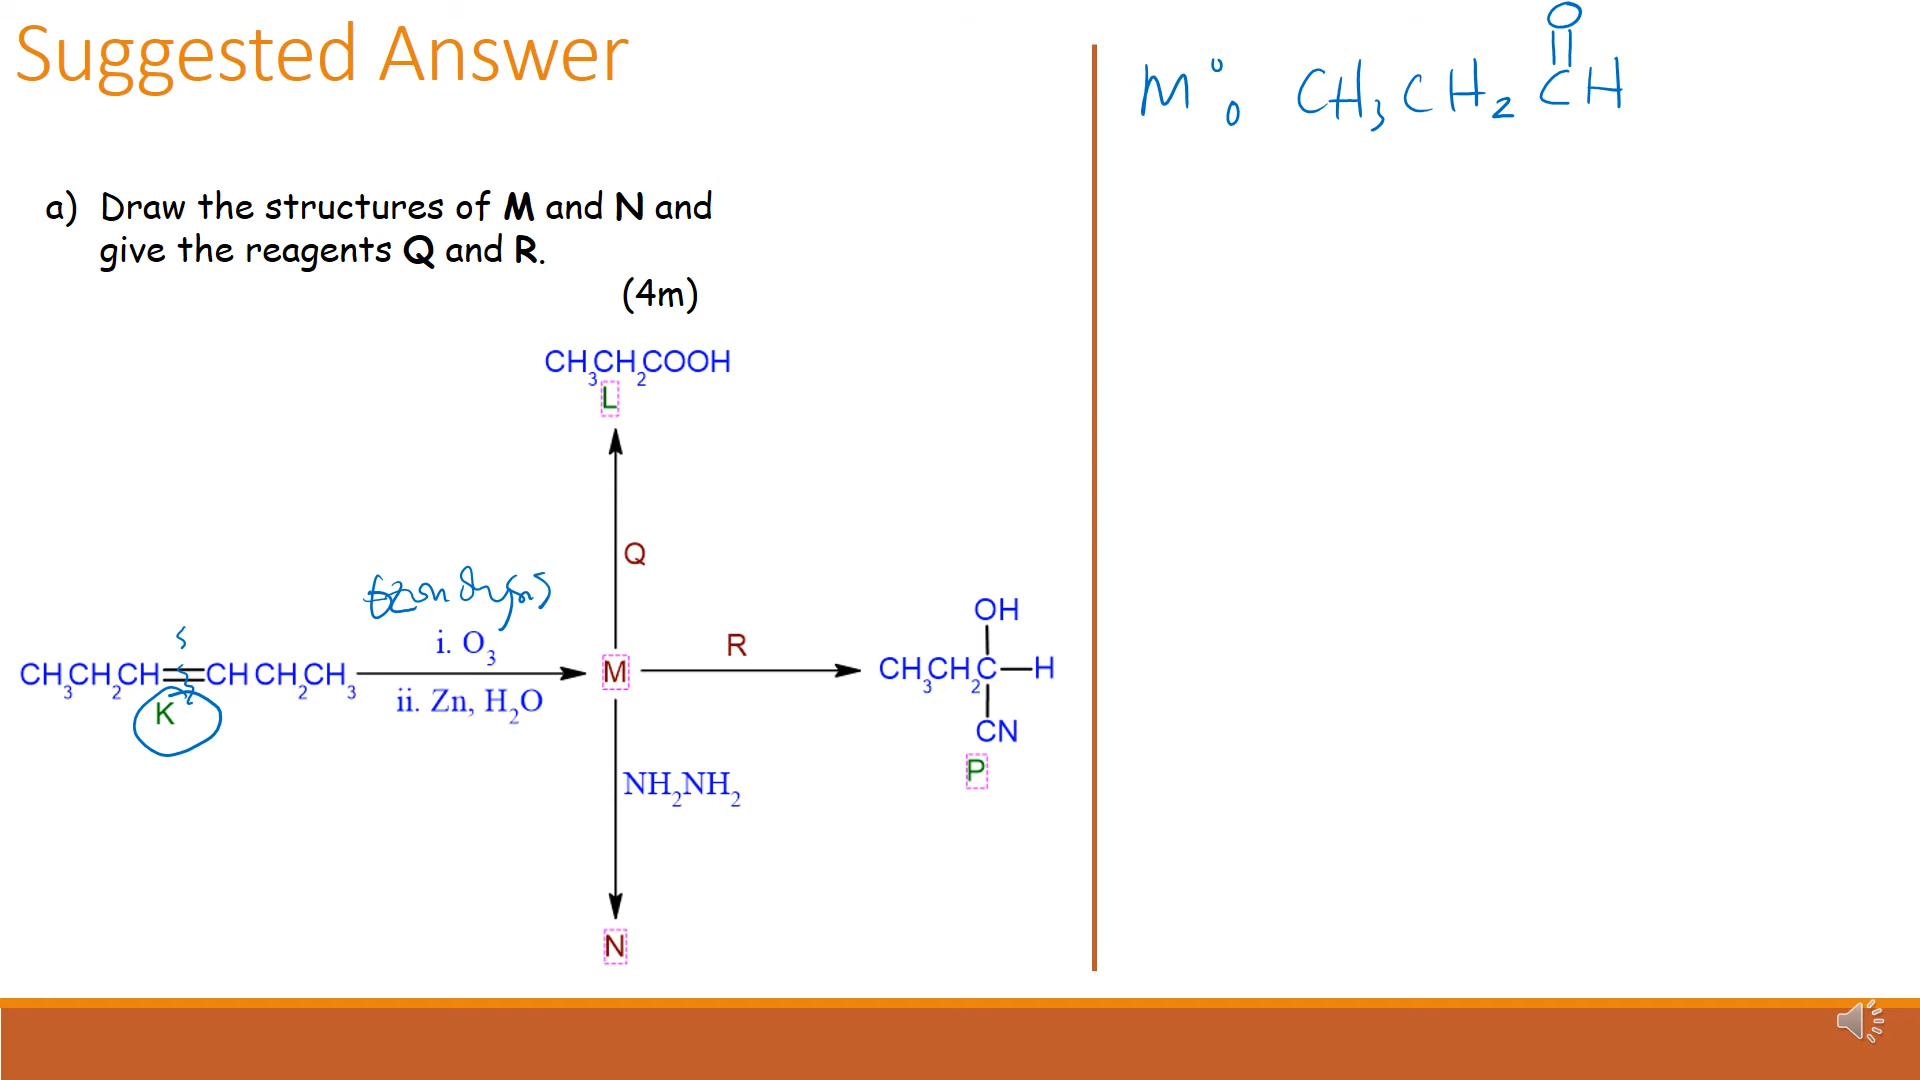 Suggested Answer
M: CH3CH2CH
O
a) Draw the structures of M and N and
give the reagents Q and R.
(4m)
CH3CH2COOH
L
Q
i. O3
CH3CH2CH=CHCH2CH3
ii. Zn, H2O
K
M
R
OH
CH3CH2C—H
CN
P
NH2NH2
N